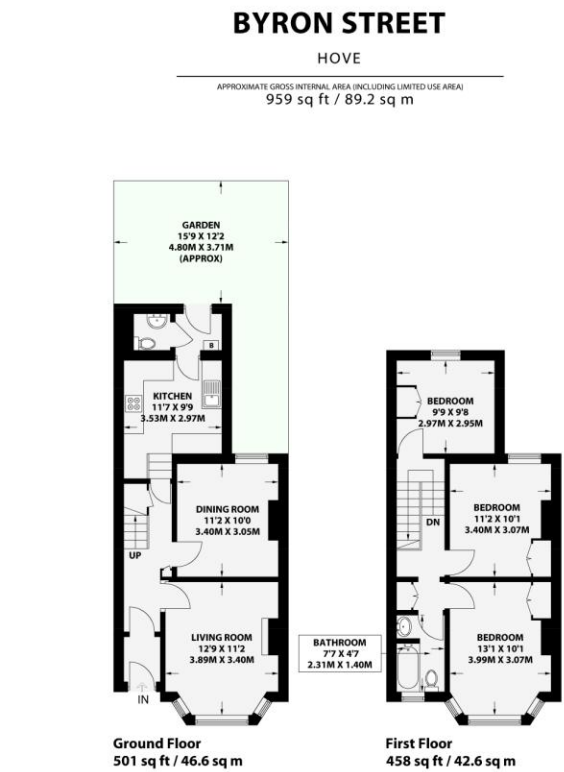 BYRON STREET
HOVE
APPROXIMATE GROSS INTERNAL AREA (INCLUDING LIMITED USE AREA)
959 sq ft / 89.2 sq m
GARDEN
15'9 X 12'2
4.80M X 3.71M
(APPROX)
B
KITCHEN
11'7 X 9'9
3.53M X 2.97M
DINING ROOM
11'2 X 10'0
3.40M X 3.05M
UP
LIVING ROOM
12'9 X 11'2
3.89M X 3.40M
IN
Ground Floor
501 sq ft / 46.6 sq m
BEDROOM
9'9 X 9'8
2.97M X 2.95M
DN
BEDROOM
11'2 X 10'1
3.40M X 3.07M
BATHROOM
7'7 X 4'7
2.31M X 1.40M
BEDROOM
13'1 X 10'1
3.99M X 3.07M
First Floor
458 sq ft / 42.6 sq m